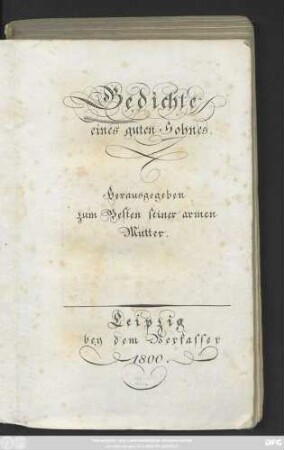 Gedichte
eines guten Sohnes.
Herausgegeben
zum Besten seiner armen
Mutter.
Leipzig
bey dem Verfasser
1800.